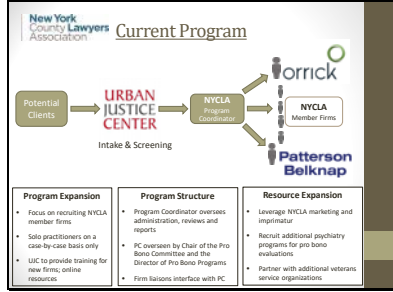 New York
County Lawyers
Association
Current Program
orrick
Potential
Clients
URBAN
JUSTICE
CENTER
NYCLA
Program
Coordinator
NYCLA
Member Firms
Intake & Screening
Patterson
Belknap
Program Expansion
• Focus on recruiting NYCLA
member firms
• Solo practitioners on a
case-by-case basis only
• UJC to provide training for
new firms; online
resources
Program Structure
• Program Coordinator oversees
administration, reviews and
reports
• PC overseen by Chair of the Pro
Bono Committee and the
Director of Pro Bono Programs
• Firm liaisons interface with PC
Resource Expansion
• Leverage NYCLA marketing and
imprimatur
• Recruit additional psychiatry
programs for pro bono
evaluations
• Partner with additional veterans
service organizations